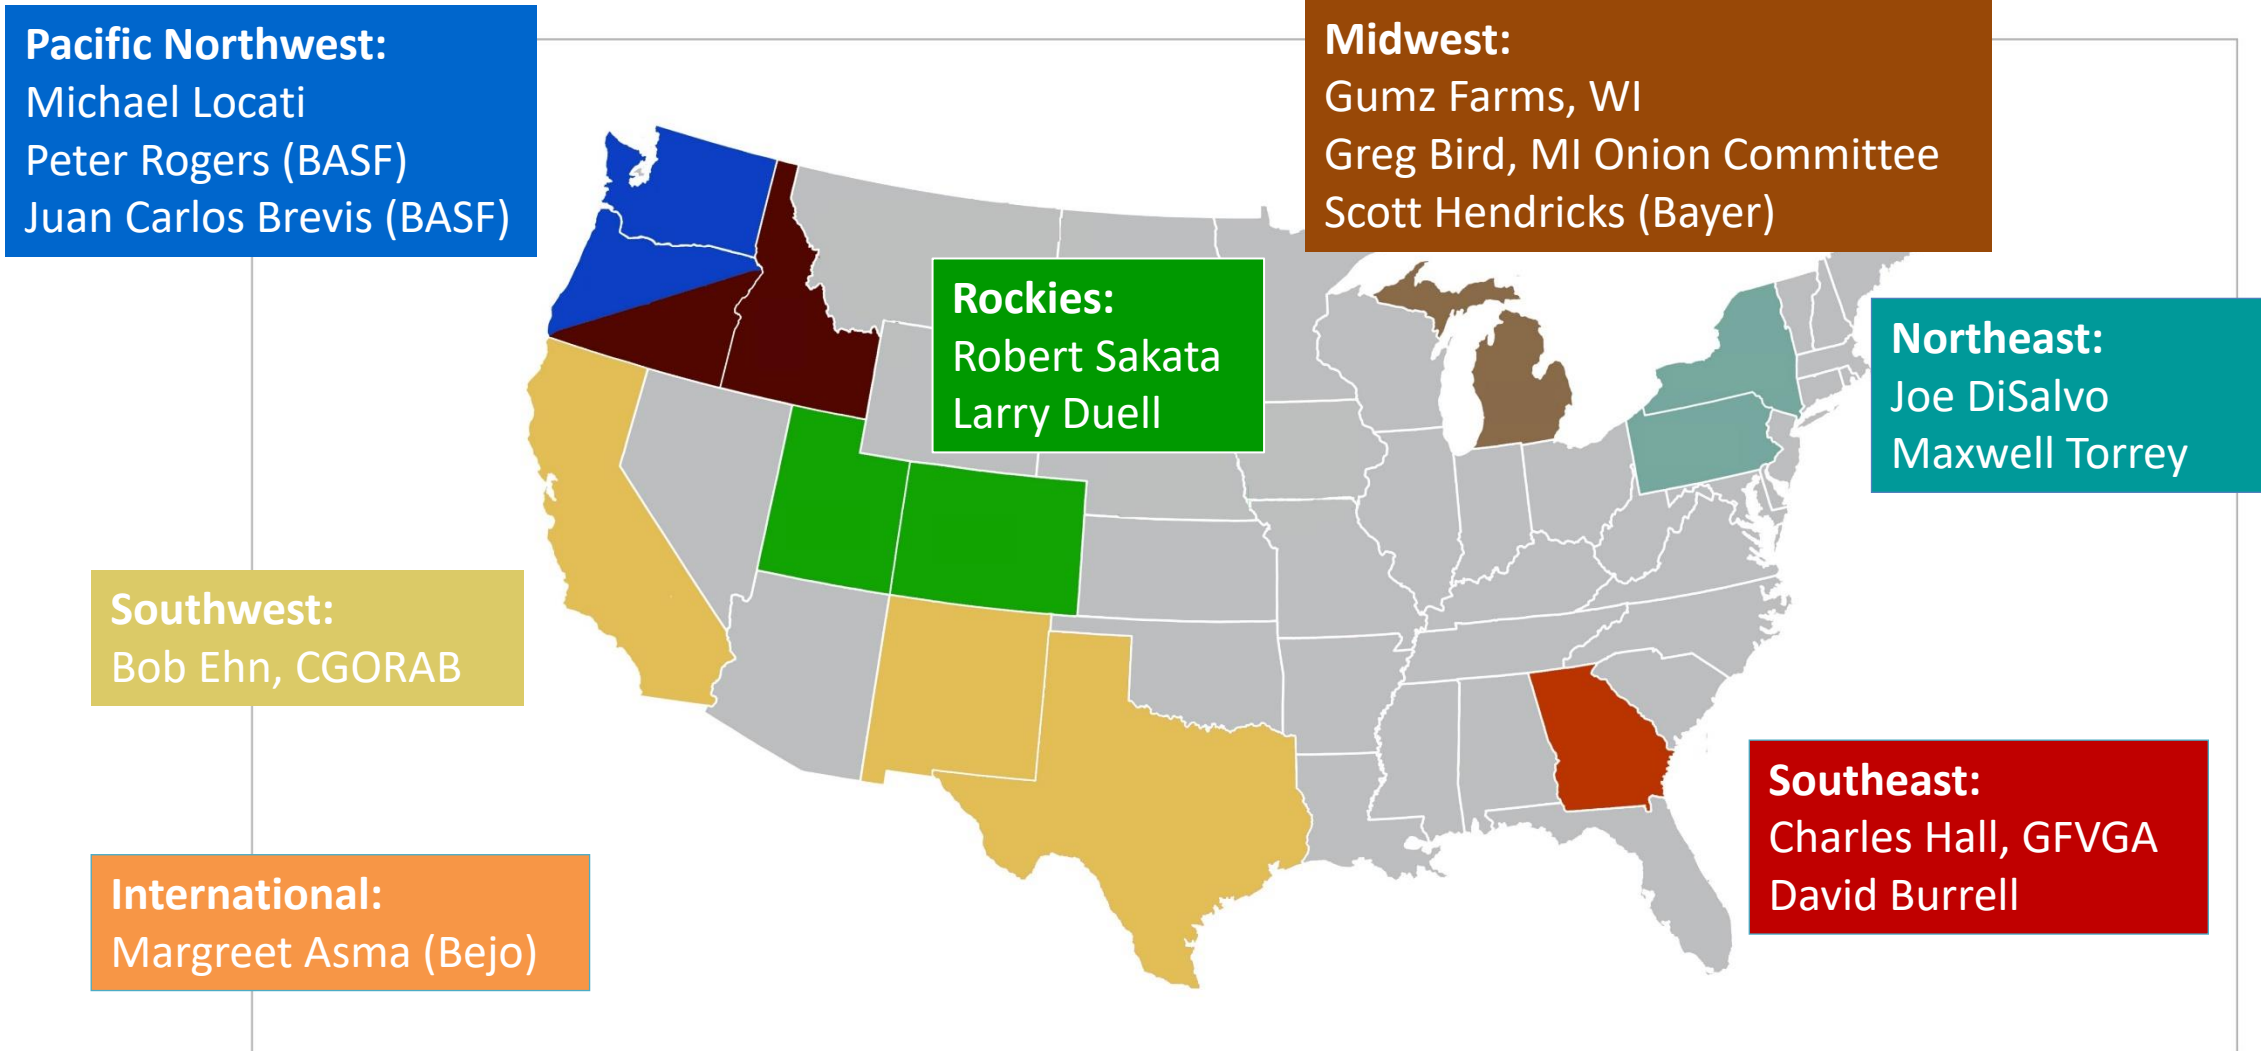 Pacific Northwest:
Michael Locati
Peter Rogers (BASF)
Juan Carlos Brevis (BASF)
Midwest:
Gumz Farms, WI
Greg Bird, MI Onion Committee
Scott Hendricks (Bayer)
Rockies:
Robert Sakata
Larry Duell
Northeast:
Joe DiSalvo
Maxwell Torrey
Southwest:
Bob Ehn, CGORAB
Southeast:
Charles Hall, GFVGA
David Burrell
International:
Margreet Asma (Bejo)